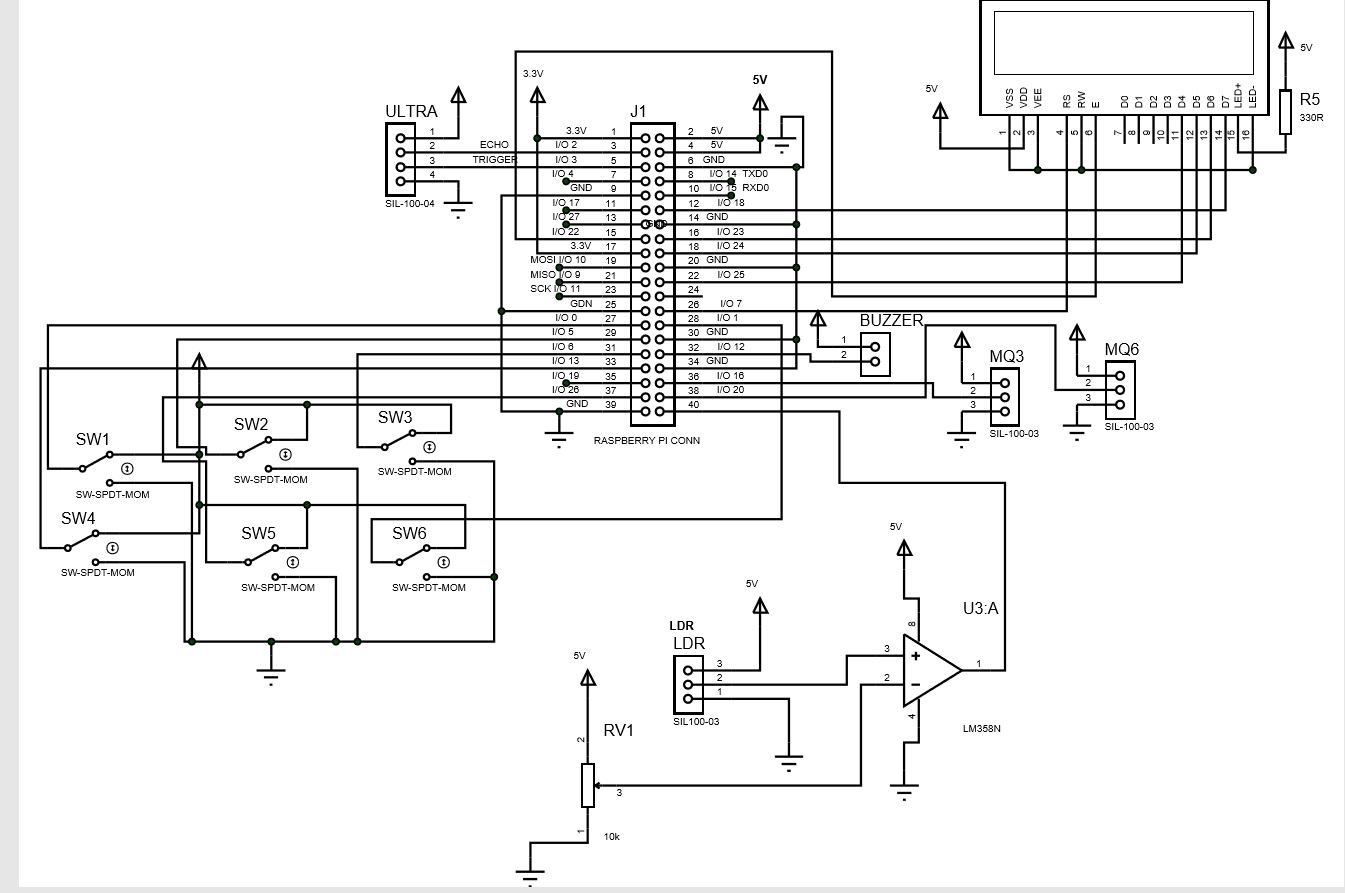 5V
R5
330R
VSS VDD VEE RS RW E D0 D1 D2 D3 D4 D5 D6 D7 LED+ LED-
1 2 3 4 5 6 7 8 9 10 11 12 13 14 15 16
5V
3.3V
5V
ULTRA
1
2
3
4
ECHO
TRIGGER
SIL-100-04
J1
3.3V 1 2 5V
I/O 2 3 4 5V
I/O 3 5 6 GND
I/O 4 7 8 I/O 14 TXD0
GND 9 10 I/O 15 RXD0
I/O 17 11 12 I/O 18
I/O 27 13 14 GND
GND
I/O 22 15 16 I/O 23
3.3V 17 18 I/O 24
MOSI I/O 10 19 20 GND
MISO I/O 9 21 22 I/O 25
SCK I/O 11 23 24
GDN 25 26 I/O 7
I/O 0 27 28 I/O 1
I/O 5 29 30 GND
I/O 6 31 32 I/O 12
I/O 13 33 34 GND
I/O 19 35 36 I/O 16
I/O 26 37 38 I/O 20
GND 39 40
RASPBERRY PI CONN
BUZZER
1
2
MQ3
1
2
3
SIL-100-03
MQ6
1
2
3
SIL-100-03
SW1
SW-SPDT-MOM
SW2
SW-SPDT-MOM
SW3
SW-SPDT-MOM
SW4
SW-SPDT-MOM
SW5
SW-SPDT-MOM
SW6
SW-SPDT-MOM
5V
U3:A
8
3
2
1
4
LM358N
5V
LDR
LDR
3
2
1
SIL100-03
5V
RV1
2
3
1
10k